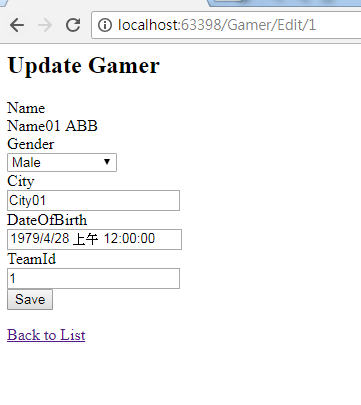 localhost:63398/Gamer/Edit/1
Update Gamer
Name
Name01 ABB
Gender
Male
City
City01
DateOfBirth
1979/4/28 上午 12:00:00
TeamId
1
Save
Back to List